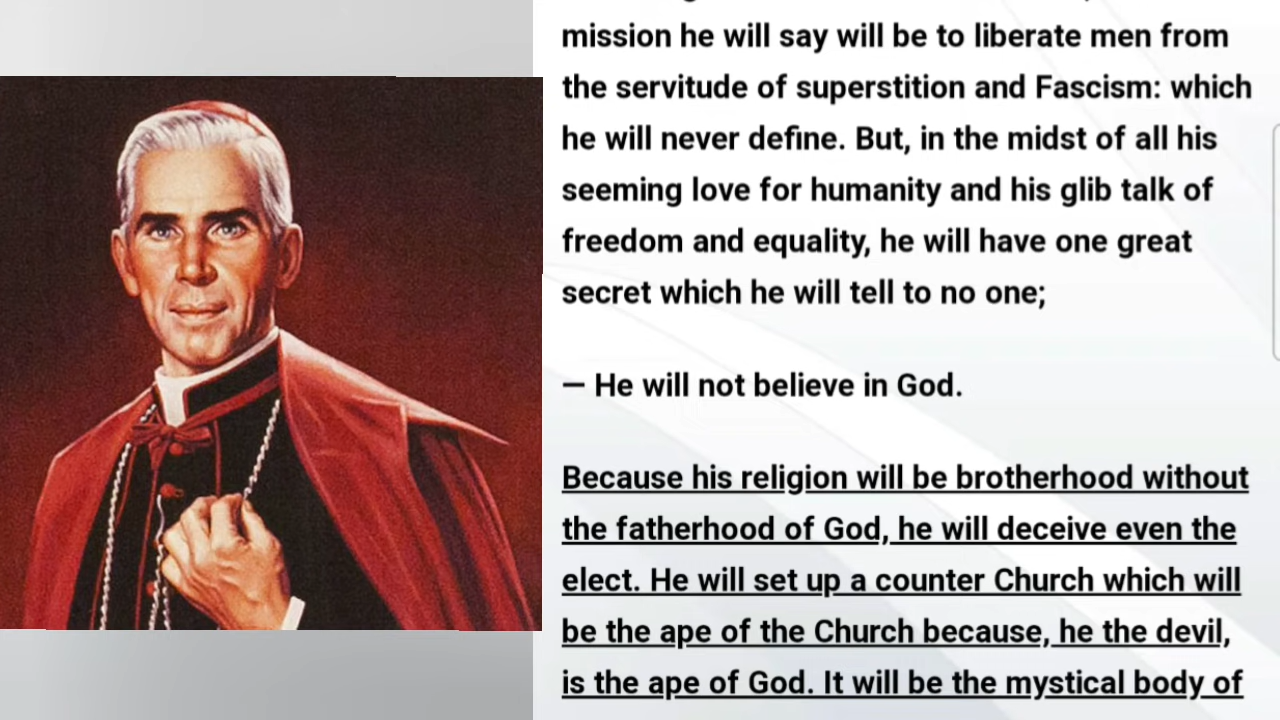 mission he will say will be to liberate men from
the servitude of superstition and Fascism: which
he will never define. But, in the midst of all his
seeming love for humanity and his glib talk of
freedom and equality, he will have one great
secret which he will tell to no one;
— He will not believe in God.
Because his religion will be brotherhood without
the fatherhood of God, he will deceive even the
elect. He will set up a counter Church which will
be the ape of the Church because, he the devil,
is the ape of God. It will be the mystical body of